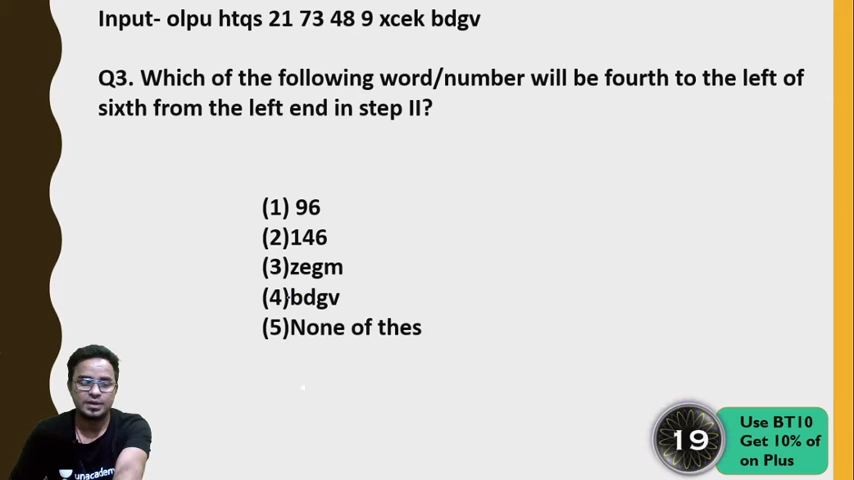 Input- olpu htqs 21 73 48 9 xcek bdgv
Q3. Which of the following word/number will be fourth to the left of
sixth from the left end in step II?
(1) 96
(2)146
(3)zegm
(4)bdgv
(5)None of thes
unacademy
19
Use BT10
Get 10% of
on Plus